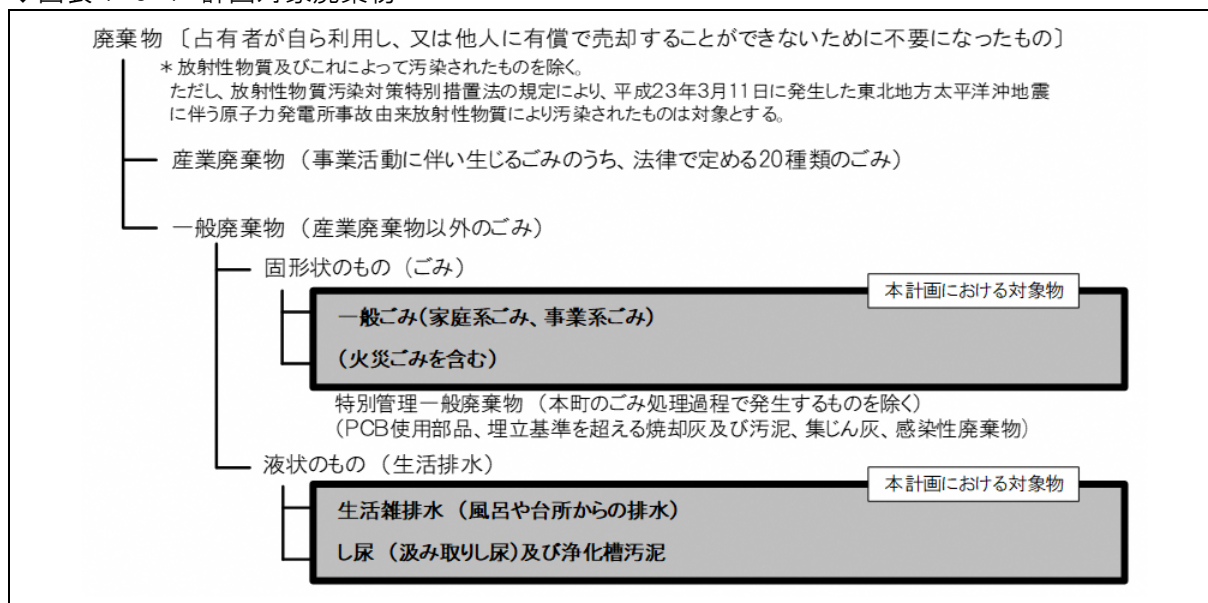 廃棄物 〔占有者が自ら利用し、又は他人に有償で売却することができないために不要になったもの〕
＊放射性物質及びこれによって汚染されたものを除く。
ただし、放射性物質汚染対策特別措置法の規定により、平成23年3月11日に発生した東北地方太平洋沖地震
に伴う原子力発電所事故由来放射性物質により汚染されたものは対象とする。
産業廃棄物 （事業活動に伴い生じるごみのうち、法律で定める20種類のごみ）
一般廃棄物 （産業廃棄物以外のごみ）
固形状のもの （ごみ）
本計画における対象物
一般ごみ（家庭系ごみ、事業系ごみ）
（火災ごみを含む）
特別管理一般廃棄物 （本町のごみ処理過程で発生するものを除く）
（PCB使用部品、埋立基準を超える焼却灰及び汚泥、集じん灰、感染性廃棄物）
液状のもの （生活排水）
本計画における対象物
生活雑排水 （風呂や台所からの排水）
し尿 （汲み取りし尿）及び浄化槽汚泥